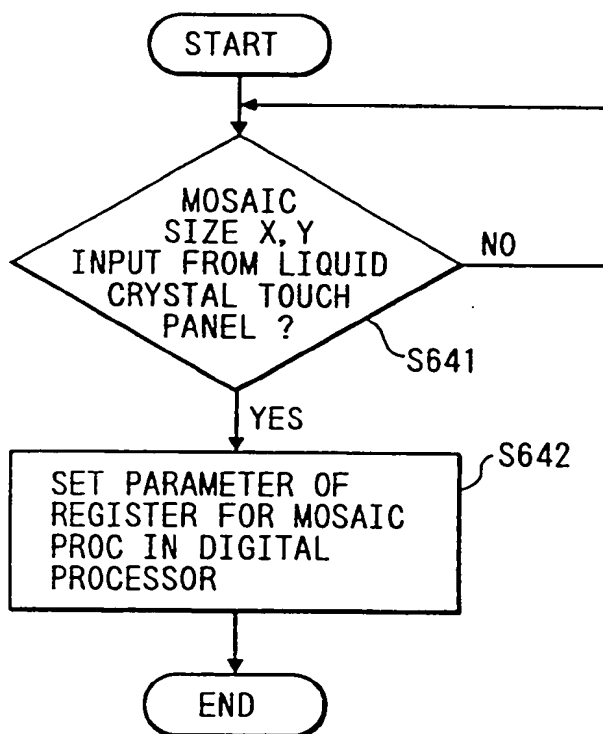 START
MOSAIC
SIZE X,Y
INPUT FROM LIQUID
CRYSTAL TOUCH
PANEL ?
NO
S641
YES
S642
SET PARAMETER OF
REGISTER FOR MOSAIC
PROC IN DIGITAL
PROCESSOR
END